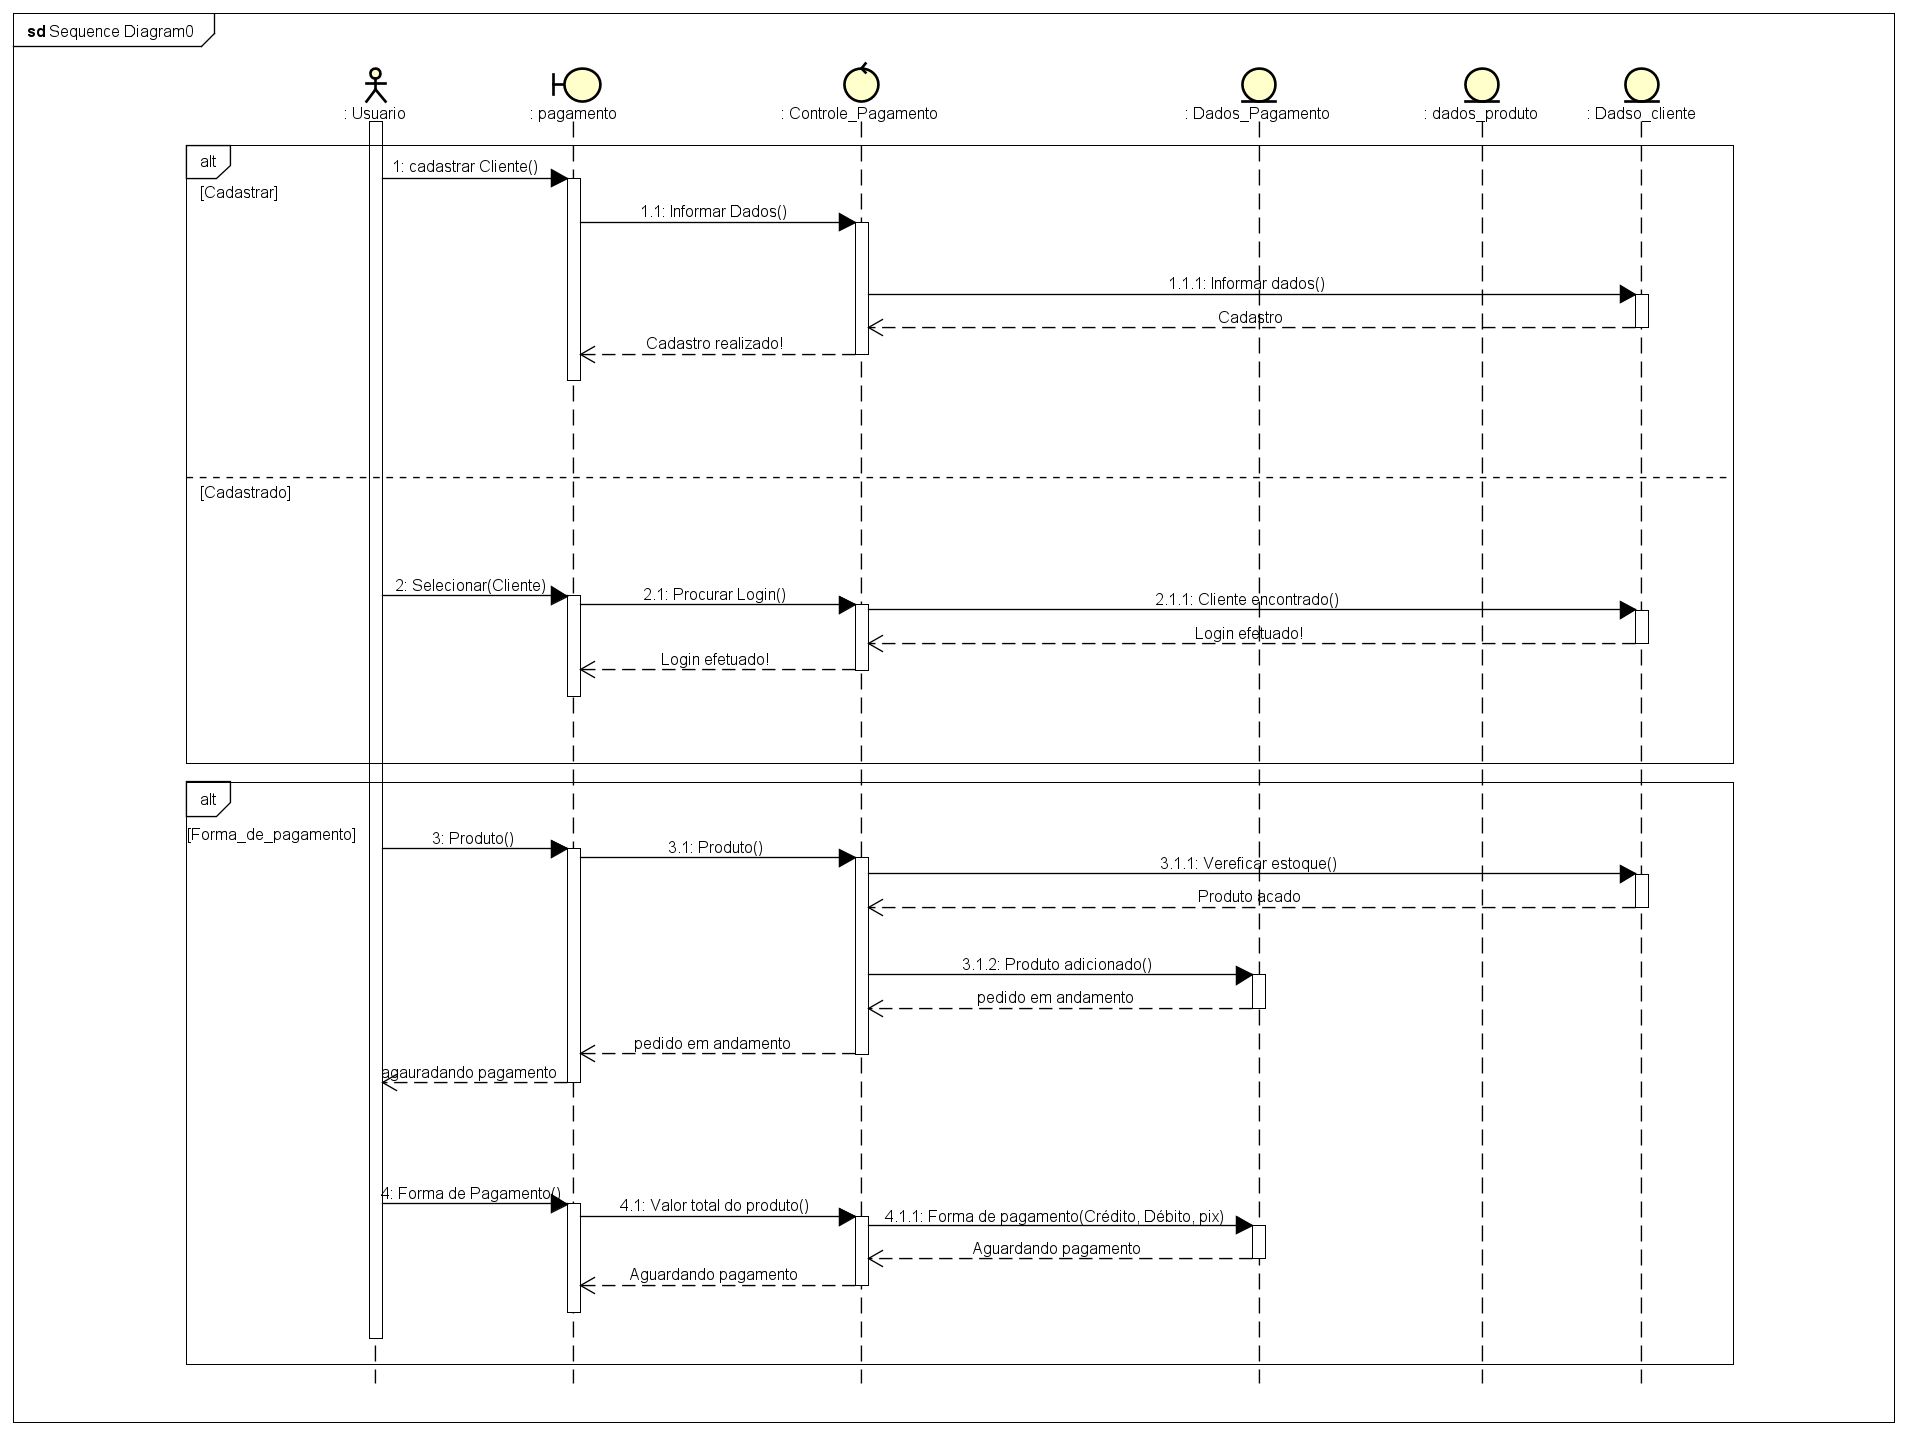 sd Sequence Diagram0
: Usuario
: pagamento
: Controle_Pagamento
: Dados_Pagamento
: dados_produto
: Dadso_cliente
alt
[Cadastrar]
1: cadastrar Cliente()
1.1: Informar Dados()
1.1.1: Informar dados()
Cadastro
Cadastro realizado!
[Cadastrado]
2: Selecionar(Cliente)
2.1: Procurar Login()
2.1.1: Cliente encontrado()
Login efetuado!
Login efetuado!
alt
[Forma_de_pagamento]
3: Produto()
3.1: Produto()
3.1.1: Vereficar estoque()
Produto acado
3.1.2: Produto adicionado()
pedido em andamento
pedido em andamento
agauradando pagamento
4: Forma de Pagamento()
4.1: Valor total do produto()
4.1.1: Forma de pagamento(Crédito, Débito, pix)
Aguardando pagamento
Aguardando pagamento